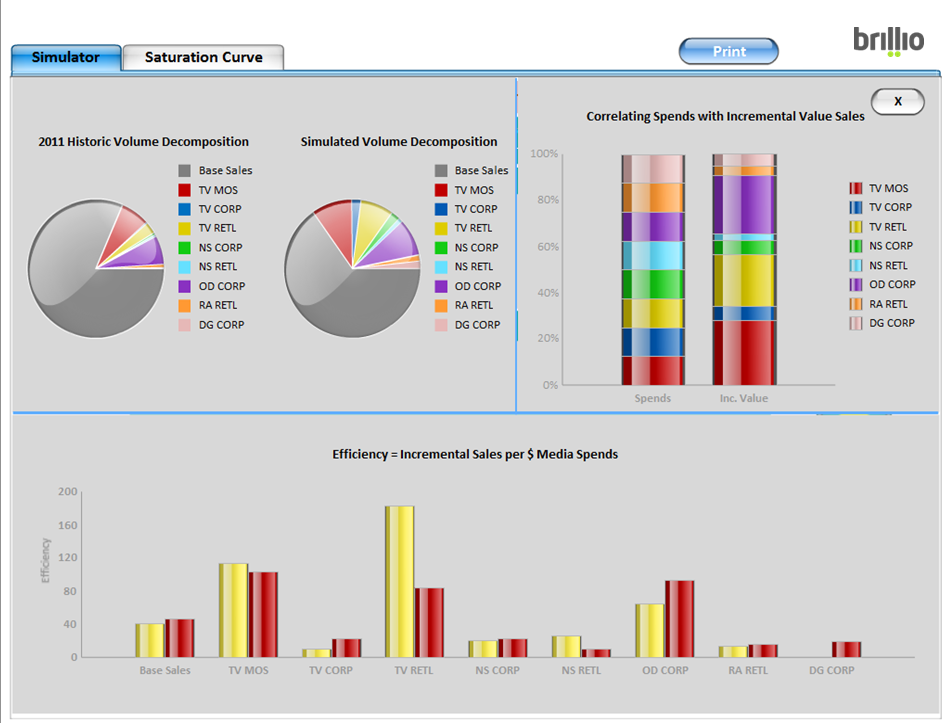 brillio
Simulator
Saturation Curve
Print
X
2011 Historic Volume Decomposition
Base Sales
TV MOS
TV CORP
TV RETL
NS CORP
NS RETL
OD CORP
RA RETL
DG CORP
Simulated Volume Decomposition
Base Sales
TV MOS
TV CORP
TV RETL
NS CORP
NS RETL
OD CORP
RA RETL
DG CORP
Correlating Spends with Incremental Value Sales
100%
80%
60%
40%
20%
0%
Spends Inc. Value
TV MOS
TV CORP
TV RETL
NS CORP
NS RETL
OD CORP
RA RETL
DG CORP
Efficiency = Incremental Sales per $ Media Spends
Efficiency
200
160
120
80
40
0
Base Sales TV MOS TV CORP TV RETL NS CORP NS RETL OD CORP RA RETL DG CORP